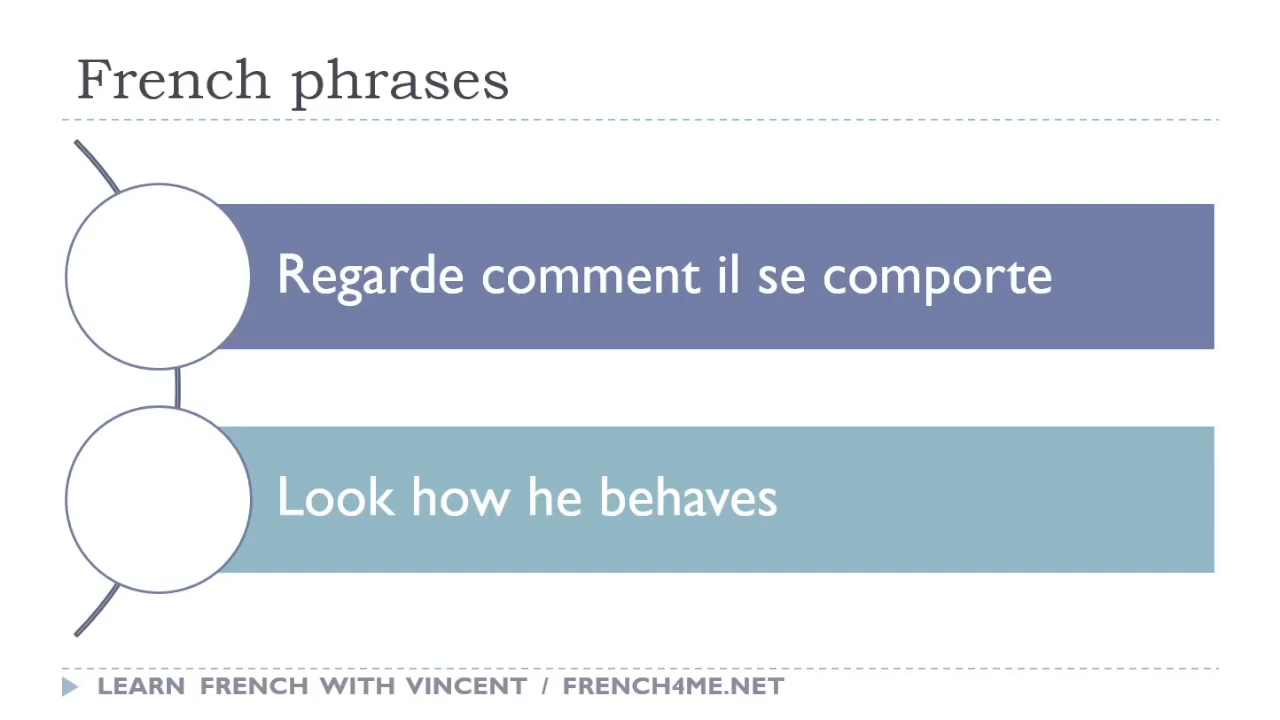 French phrases
Regarde comment il se comporte
Look how he behaves
LEARN FRENCH WITH VINCENT / FRENCH4ME.NET